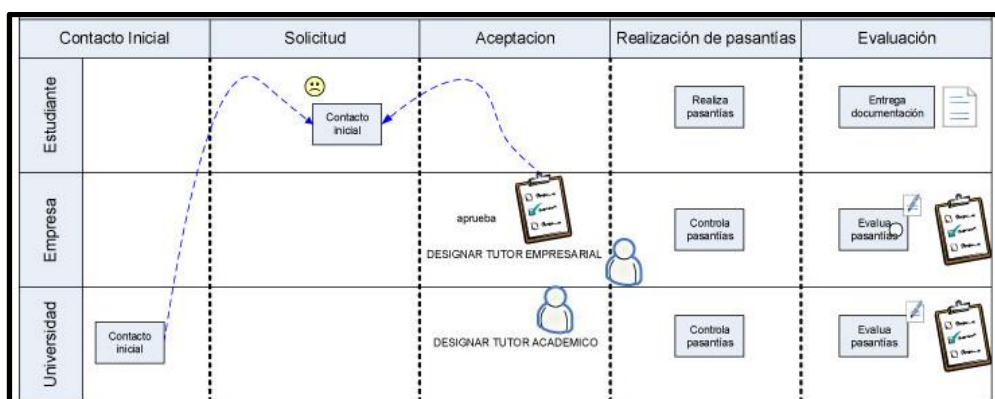 Contacto Inicial
Solicitud
Aceptacion
Realización de pasantías
Evaluación
Estudiante
Contacto
inicial
Realiza
pasantías
Entrega
documentación
Empresa
aprueba
DESIGNAR TUTOR EMPRESARIAL
Controla
pasantías
Evalua
pasantías
Universidad
Contacto
inicial
DESIGNAR TUTOR ACADEMICO
Controla
pasantías
Evalua
pasantías